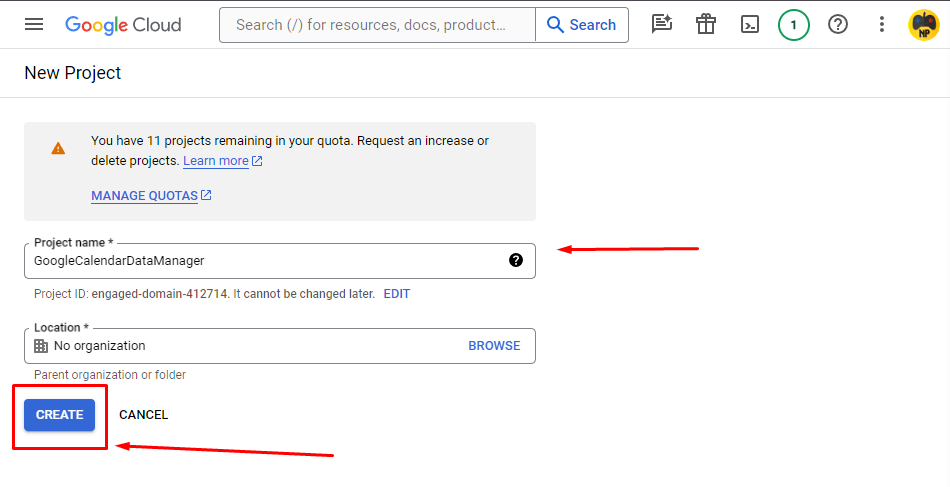 Google Cloud
Search (/) for resources, docs, product…
Search
1
NP
New Project
You have 11 projects remaining in your quota. Request an increase or
delete projects. Learn more
MANAGE QUOTAS
Project name *
GoogleCalendarDataManager
?
Project ID: engaged-domain-412714. It cannot be changed later. EDIT
Location *
No organization
BROWSE
Parent organization or folder
CREATE
CANCEL